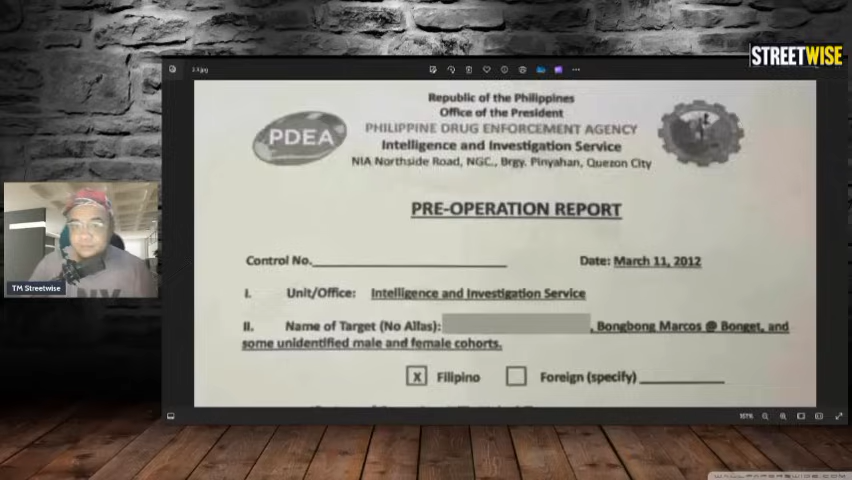 STREETWISE
2.3.jpg
Republic of the Philippines
Office of the President
PDEA
PHILIPPINE DRUG ENFORCEMENT AGENCY
Intelligence and Investigation Service
NIA Northside Road, NGC., Brgy. Pinyahan, Quezon City
PRE-OPERATION REPORT
Control No. Date: March 11, 2012
I. Unit/Office: Intelligence and Investigation Service
II. Name of Target (No Alias): , Bongbong Marcos @ Bonget, and
some unidentified male and female cohorts.
X Filipino Foreign (specify)
TM Streetwise